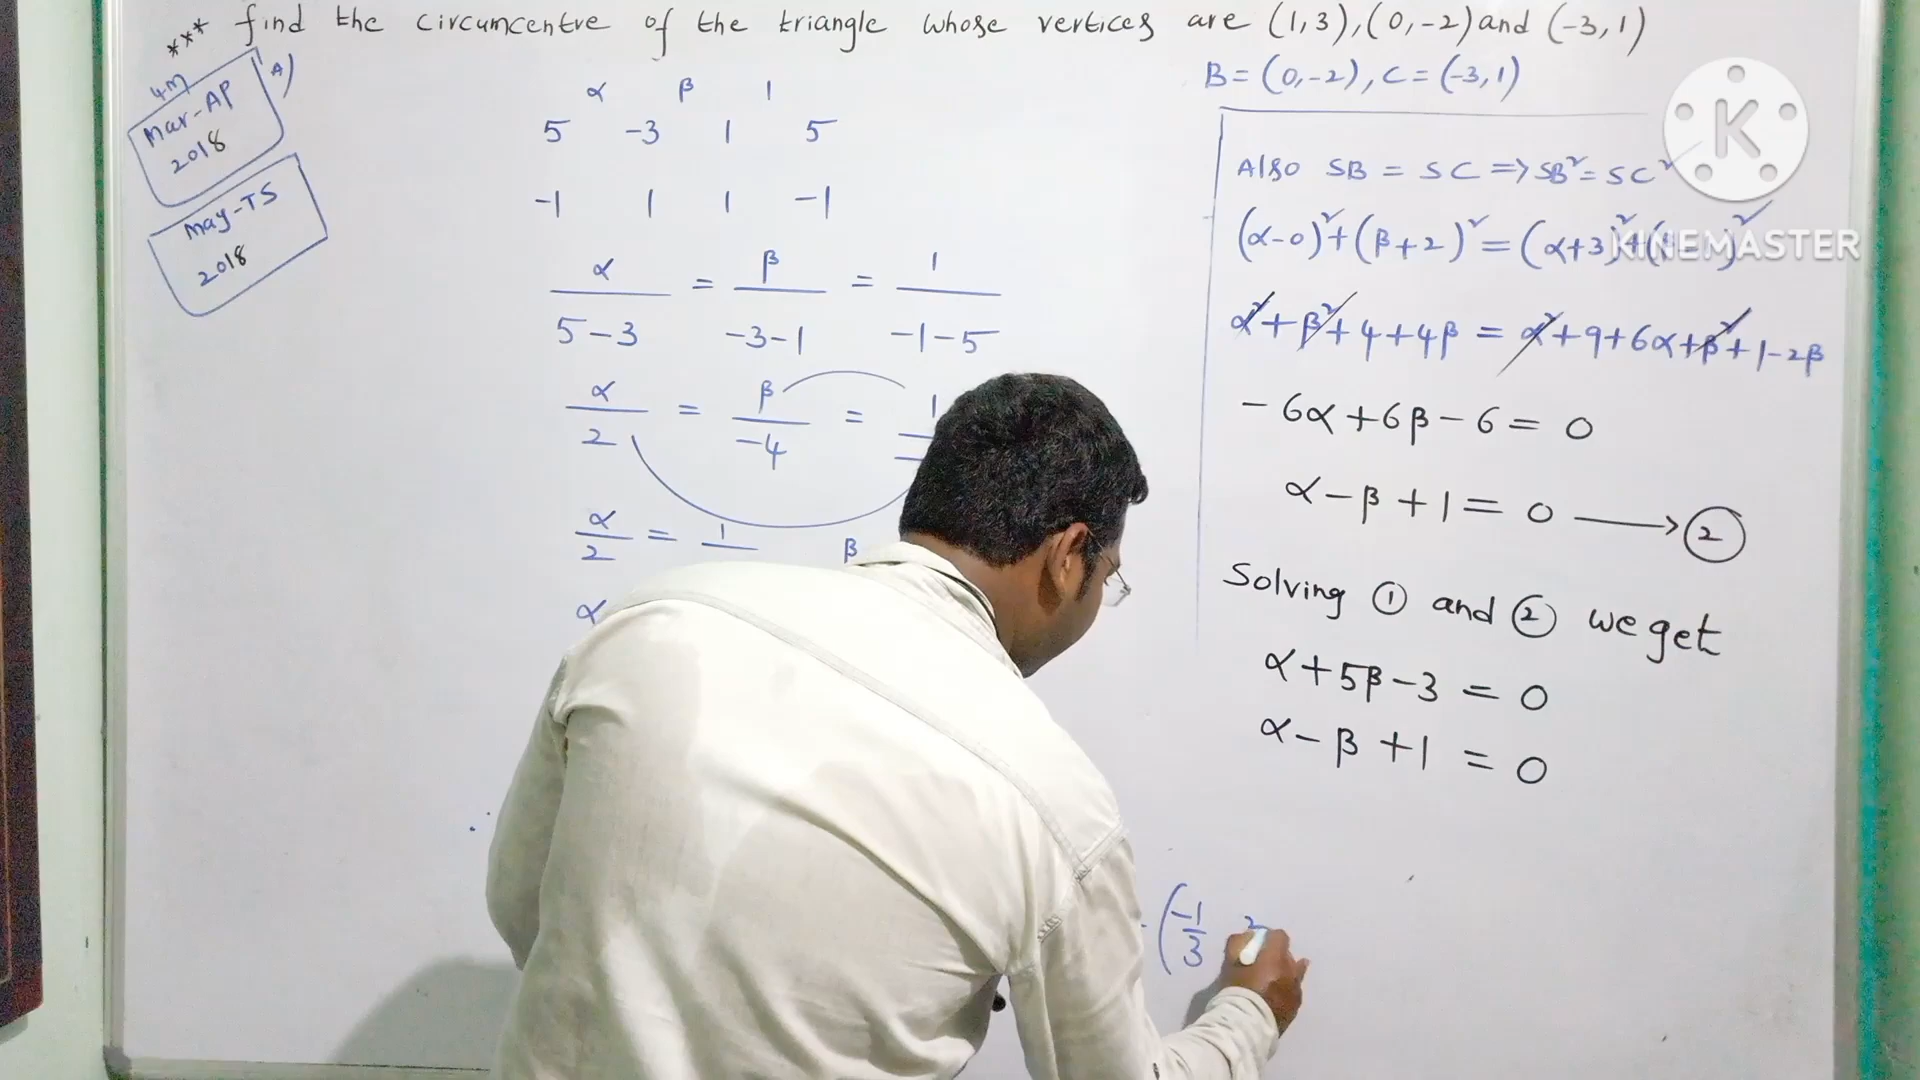 *** find the circumcentre of the triangle whose vertices are (1,3),(0,-2) and (-3,1)
4M
Mar-AP
2018
A)
May-TS
2018
α β 1
5 -3 1 5
-1 1 1 -1
α/(5-3) = β/(-3-1) = 1/(-1-5)
α/2 = β/-4 = 1
α/2 = 1 β
α
B=(0,-2), C=(-3,1)
Also SB = SC => SB² = SC²
(α-0)²+(β+2)² = (α+3)²+( )²
α²+β²+4+4β = α²+9+6α+β²+1-2β
-6α+6β-6 = 0
α-β+1 = 0 → ②
Solving ① and ② we get
α+5β-3 = 0
α-β+1 = 0
(-1/3 2
K
KINEMASTER